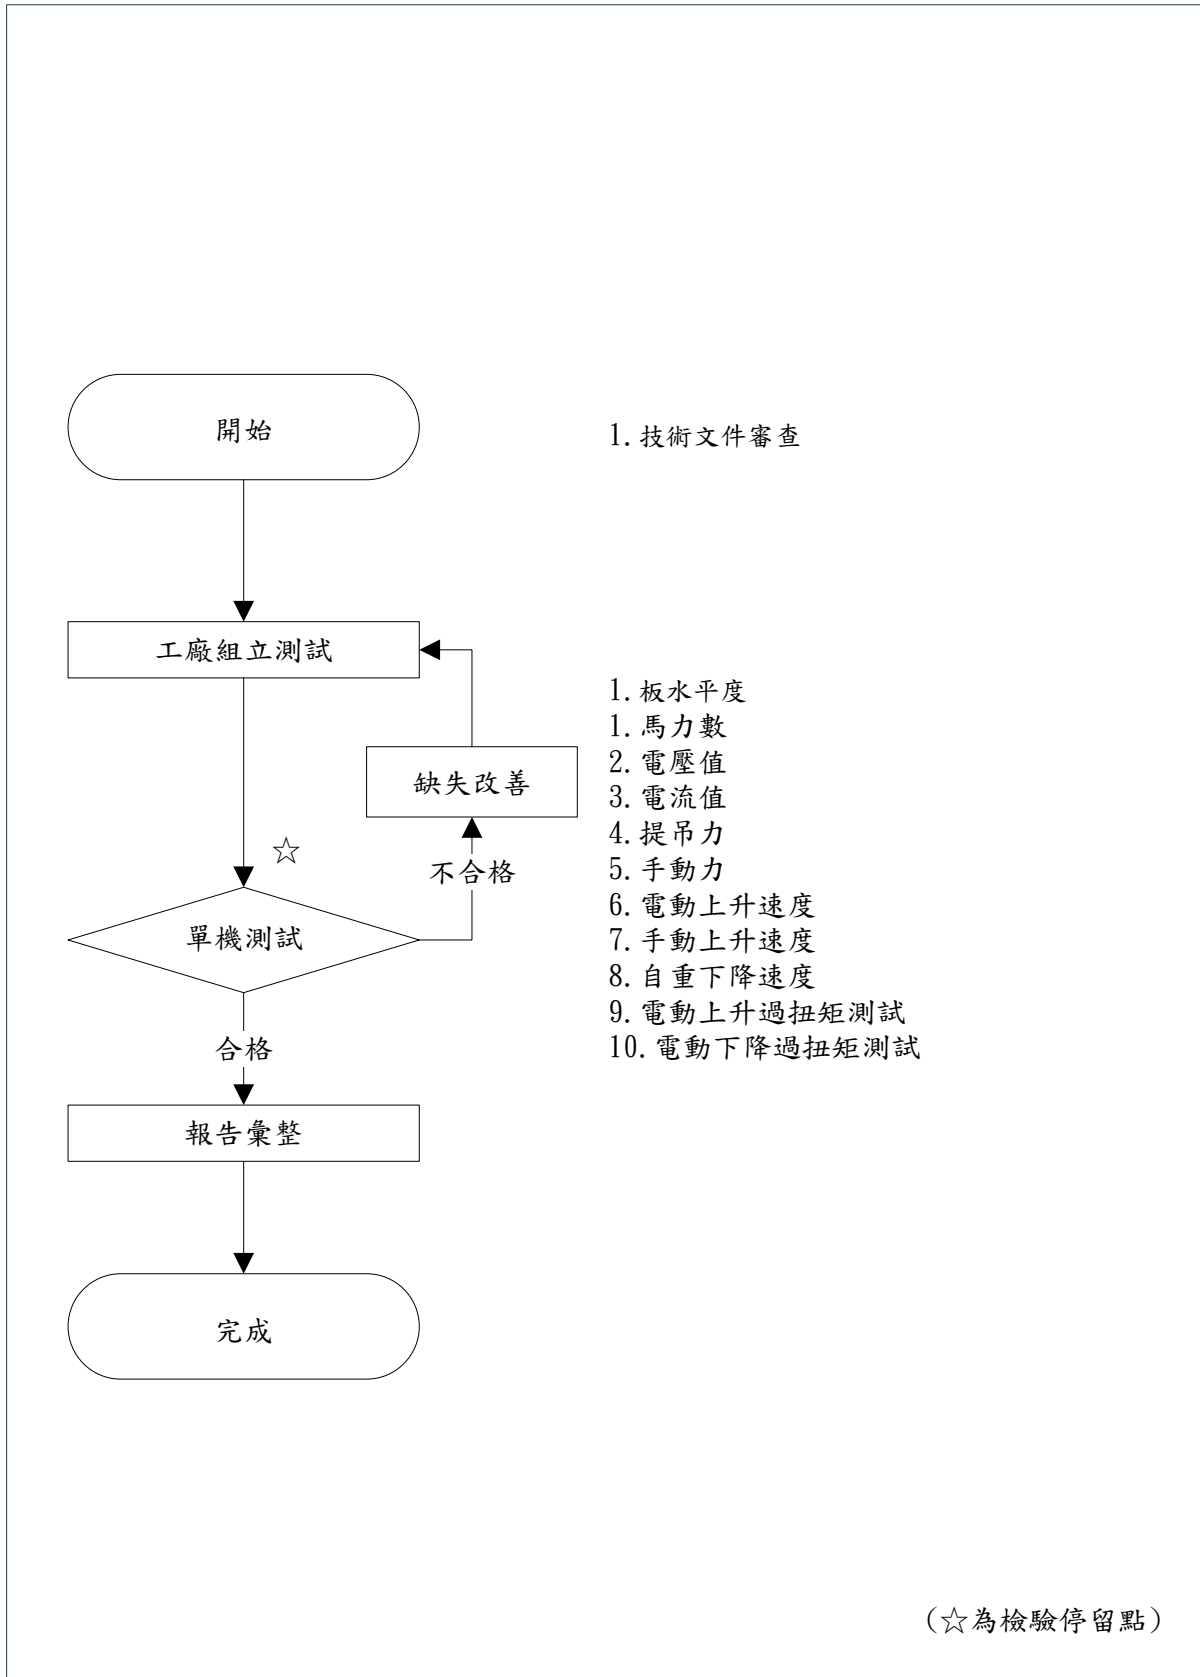 開始
1.技術文件審查
工廠組立測試
缺失改善
☆
不合格
單機測試
合格
報告彙整
完成
1.板水平度
1.馬力數
2.電壓值
3.電流值
4.提吊力
5.手動力
6.電動上升速度
7.手動上升速度
8.自重下降速度
9.電動上升過扭矩測試
10.電動下降過扭矩測試
(☆為檢驗停留點)